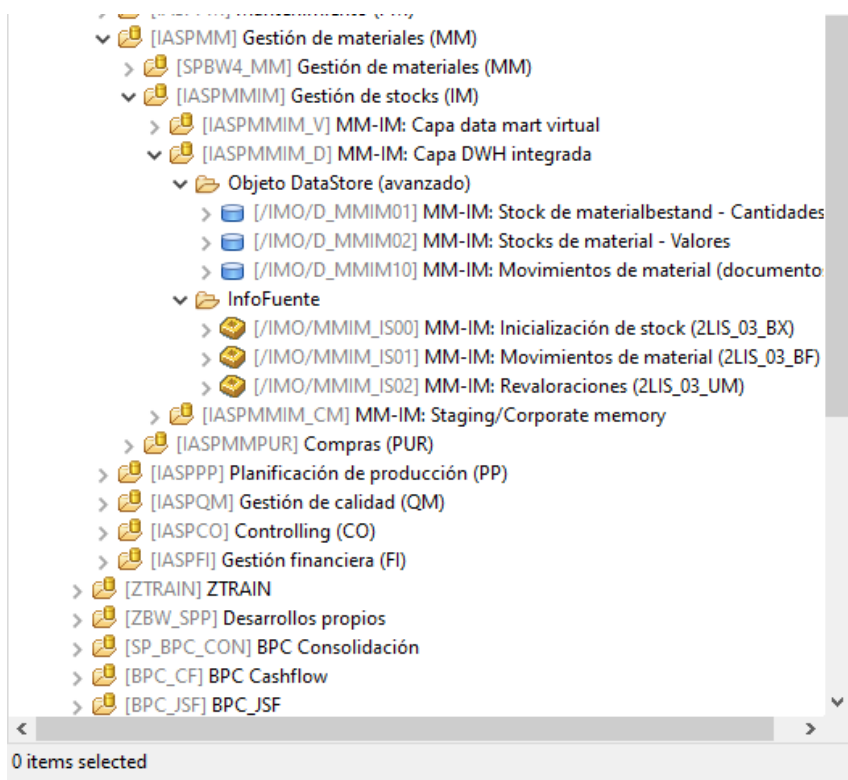 [IASPMM] Gestión de materiales (MM)
[SPBW4_MM] Gestión de materiales (MM)
[IASPMMIM] Gestión de stocks (IM)
[IASPMMIM_V] MM-IM: Capa data mart virtual
[IASPMMIM_D] MM-IM: Capa DWH integrada
Objeto DataStore (avanzado)
[/IMO/D_MMIM01] MM-IM: Stock de materialbestand - Cantidades
[/IMO/D_MMIM02] MM-IM: Stocks de material - Valores
[/IMO/D_MMIM10] MM-IM: Movimientos de material (documento
InfoFuente
[/IMO/MMIM_IS00] MM-IM: Inicialización de stock (2LIS_03_BX)
[/IMO/MMIM_IS01] MM-IM: Movimientos de material (2LIS_03_BF)
[/IMO/MMIM_IS02] MM-IM: Revaloraciones (2LIS_03_UM)
[IASPMMIM_CM] MM-IM: Staging/Corporate memory
[IASPMMPUR] Compras (PUR)
[IASPPP] Planificación de producción (PP)
[IASPQM] Gestión de calidad (QM)
[IASPCO] Controlling (CO)
[IASPFI] Gestión financiera (FI)
[ZTRAIN] ZTRAIN
[ZBW_SPP] Desarrollos propios
[SP_BPC_CON] BPC Consolidación
[BPC_CF] BPC Cashflow
[BPC_JSF] BPC_JSF
0 items selected